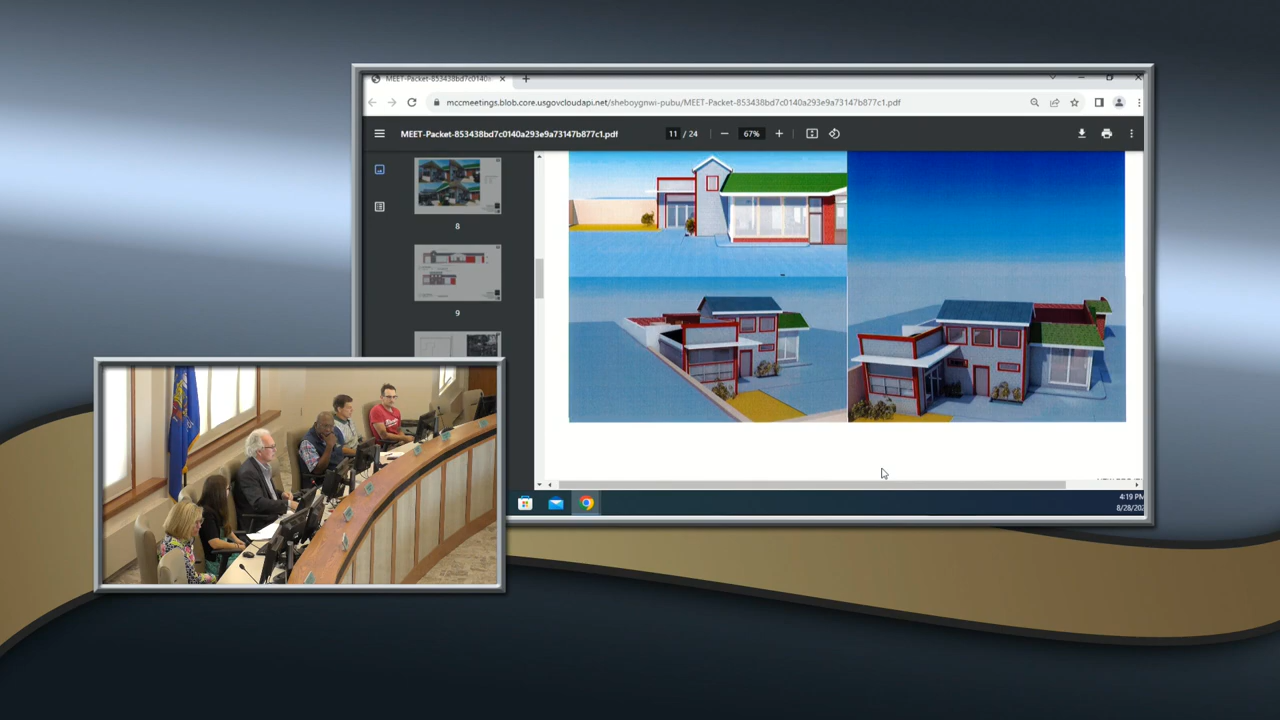 MEET-Packet-853438bd7c0140a
mccmeetings.blob.core.usgovcloudapi.net/sheboygnwi-pubu/MEET-Packet-853438bd7c0140a293e9a73147b877c1.pdf
MEET-Packet-853438bd7c0140a293e9a73147b877c1.pdf
11 / 24
67%
8
9
4:19 PM
8/28/202